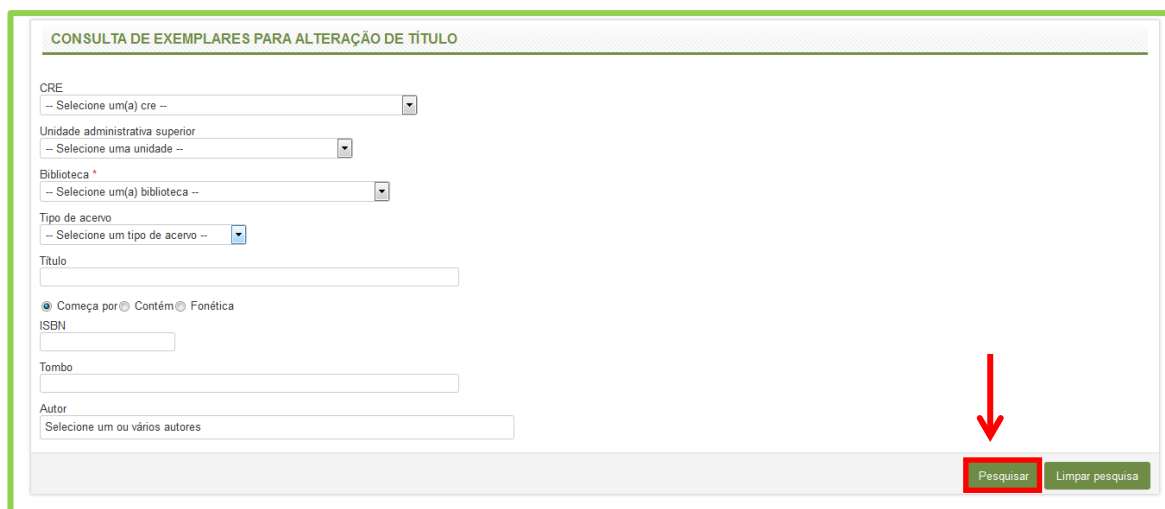 CONSULTA DE EXEMPLARES PARA ALTERAÇÃO DE TÍTULO
CRE
-- Selecione um(a) cre --
Unidade administrativa superior
-- Selecione uma unidade --
Biblioteca *
-- Selecione um(a) biblioteca --
Tipo de acervo
-- Selecione um tipo de acervo --
Título
Começa por Contém Fonética
ISBN
Tombo
Autor
Selecione um ou vários autores
Pesquisar Limpar pesquisa